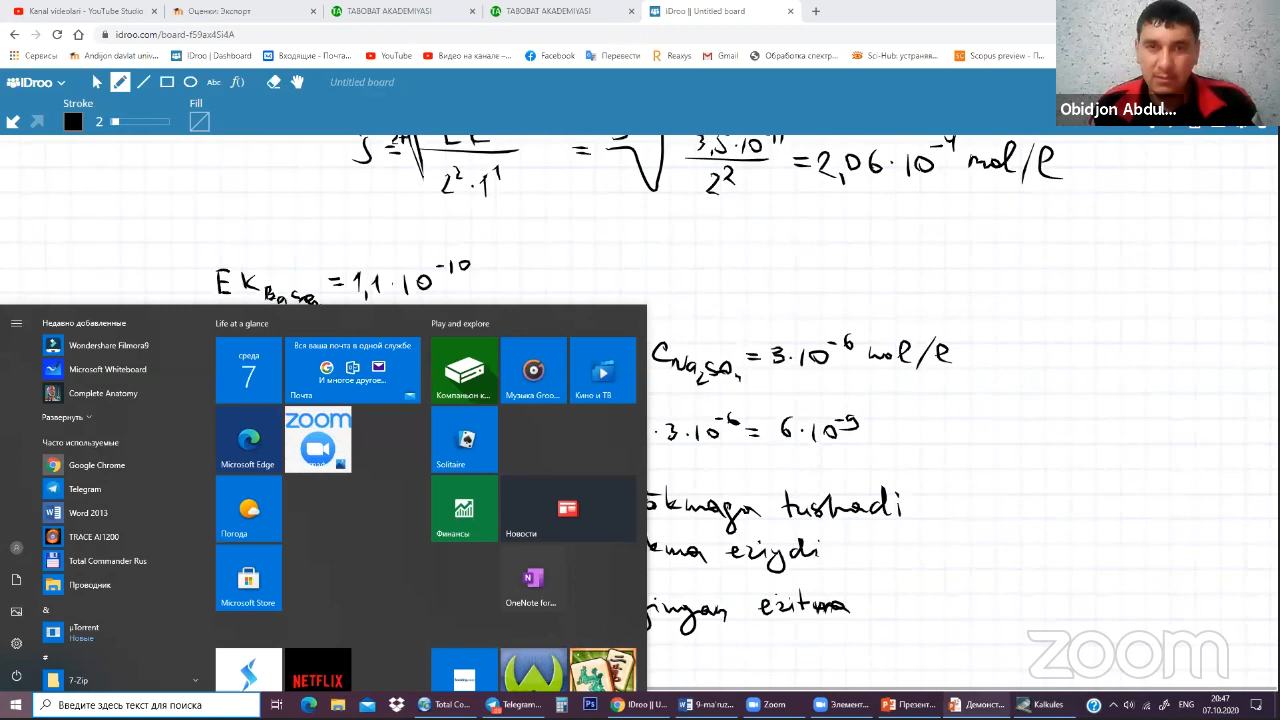 Kanal videolari - YouTube Studio
Оценки: Экспорт
TABOBAT AKADEMIYASI
TABOBAT AKADEMIYASI
iDroo || Untitled board
idroo.com/board-f59ax4Si4A
Сервисы
Andijon davlat univ...
iDroo | Dashboard
Входящие - Почта...
YouTube
Видео на канале –...
Facebook
Перевести
Reaxys
Gmail
Обработка скрипт...
Sci-Hub: устраняя...
Scopus preview - П...
IDroo
Abc
f(x)
Untitled board
Stroke
Fill
2
Obidjon Abdul...
2² · 1¹
=
3,5·10
2²
= 2,06·10⁻⁴ mol/l
EK BaSO₄ = 1,1·10⁻¹⁰
C Na₂SO₄ = 3·10⁻⁶ mol/l
· 3·10⁻⁶ = 6·10⁻⁹
tushadi
eriydi
Недавно добавленные
Wondershare Filmora9
Microsoft Whiteboard
Complete Anatomy
Развернуть
Часто используемые
Google Chrome
Telegram
Word 2013
TRACE AI1200
Total Commander Rus
Проводник
&
µTorrent
Новые
#
7-Zip
Life at a glance
среда
7
Вся ваша почта в одной службе
И многое другое...
Почта
Microsoft Edge
zoom
Погода
Microsoft Store
NETFLIX
Play and explore
Компаньон к...
Музыка Groo...
Кино и ТВ
Solitaire
Финансы
Новости
OneNote for...
zoom
Введите здесь текст для поиска
Total Co...
Telegram...
iDroo || U...
9-ma'ruz...
Zoom
Элемент...
Презент...
Демонст...
Kalkules
20:47
07.10.2020